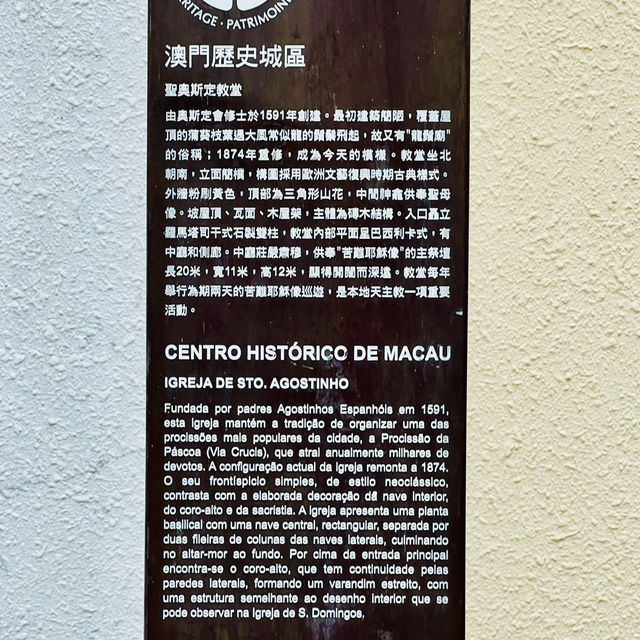 RITAGE · PATRIMOINE
澳門歷史城區
聖奧斯定教堂
由奧斯定會修士於1591年創建。最初建築簡陋，覆蓋屋
頂的蒲葵枝葉遇大風常似龍的鬚鬚飛起，故又有"龍鬚廟"
的俗稱；1874年重修，成為今天的模樣。教堂坐北
朝南，立面簡樸，構圖採用歐洲文藝復興時期古典樣式。
外牆粉刷黃色，頂部為三角形山花，中間神龕供奉聖母
像。坡屋頂、瓦面、木屋架，主體為磚木結構。入口矗立
羅馬塔司干式石製雙柱，教堂內部平面呈巴西利卡式，有
中廳和側廊。中廳莊嚴肅穆，供奉"苦難耶穌像"的主祭壇
長20米，寬11米，高12米，顯得開闊而深遠。教堂每年
舉行為期兩天的苦難耶穌像巡遊，是本地天主教一項重要
活動。
CENTRO HISTÓRICO DE MACAU
IGREJA DE STO. AGOSTINHO
Fundada por padres Agostinhos Espanhóis em 1591,
esta igreja mantém a tradição de organizar uma das
procissões mais populares da cidade, a Procissão da
Páscoa (Via Crucis), que atrai anualmente milhares de
devotos. A configuração actual da igreja remonta a 1874.
O seu frontispício simples, de estilo neoclássico,
contrasta com a elaborada decoração da nave interior,
do coro-alto e da sacristia. A igreja apresenta uma planta
basilical com uma nave central, rectangular, separada por
duas fileiras de colunas das naves laterais, culminando
no altar-mor ao fundo. Por cima da entrada principal
encontra-se o coro-alto, que tem continuidade pelas
paredes laterais, formando um varandim estreito, com
uma estrutura semelhante ao desenho interior que se
pode observar na Igreja de S. Domingos.